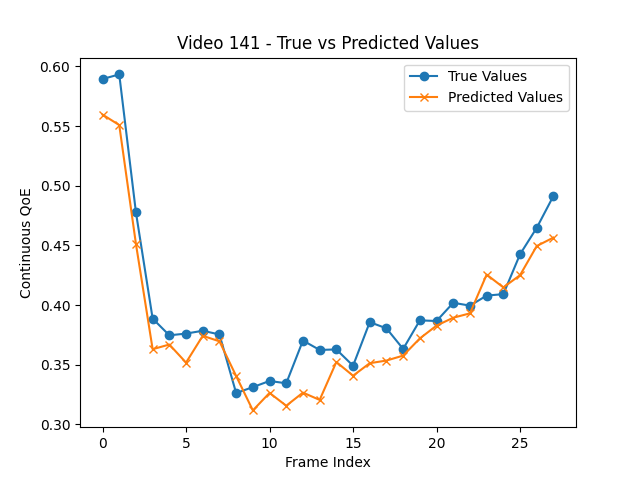 Video 141 - True vs Predicted Values
True Values
Predicted Values
Continuous QoE
0.60
0.55
0.50
0.45
0.40
0.35
0.30
0 5 10 15 20 25
Frame Index